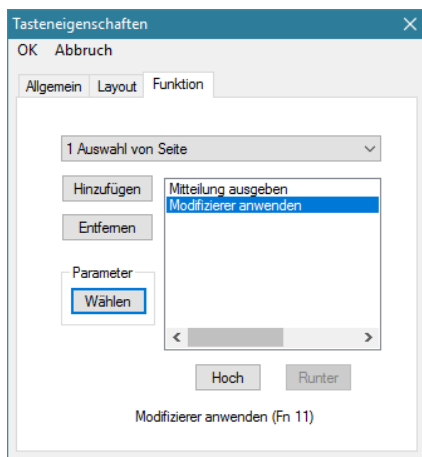 Tasteneigenschaften
OK Abbruch
Allgemein Layout Funktion
1 Auswahl von Seite
Hinzufügen
Mitteilung ausgeben
Modifizierer anwenden
Entfernen
Parameter
Wählen
Hoch Runter
Modifizierer anwenden (Fn 11)